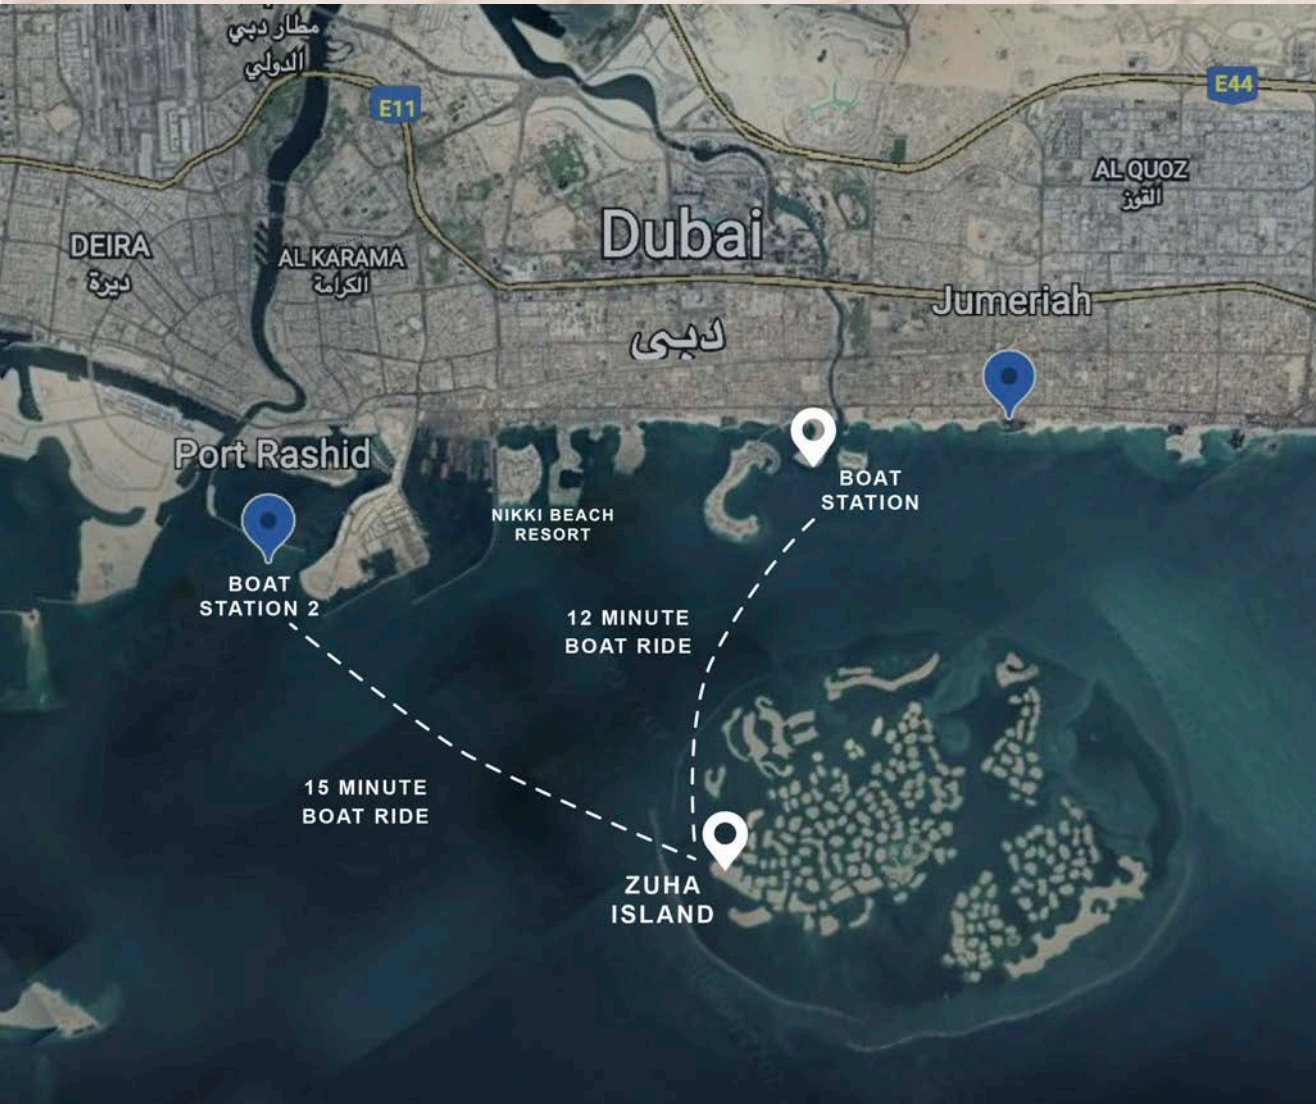 مطار دبي
الدولي
E11
E44
AL QUOZ
القوز
DEIRA
ديرة
AL KARAMA
الكرامة
Dubai
دبي
Jumeriah
Port Rashid
BOAT
STATION
NIKKI BEACH
RESORT
BOAT
STATION 2
12 MINUTE
BOAT RIDE
15 MINUTE
BOAT RIDE
ZUHA
ISLAND